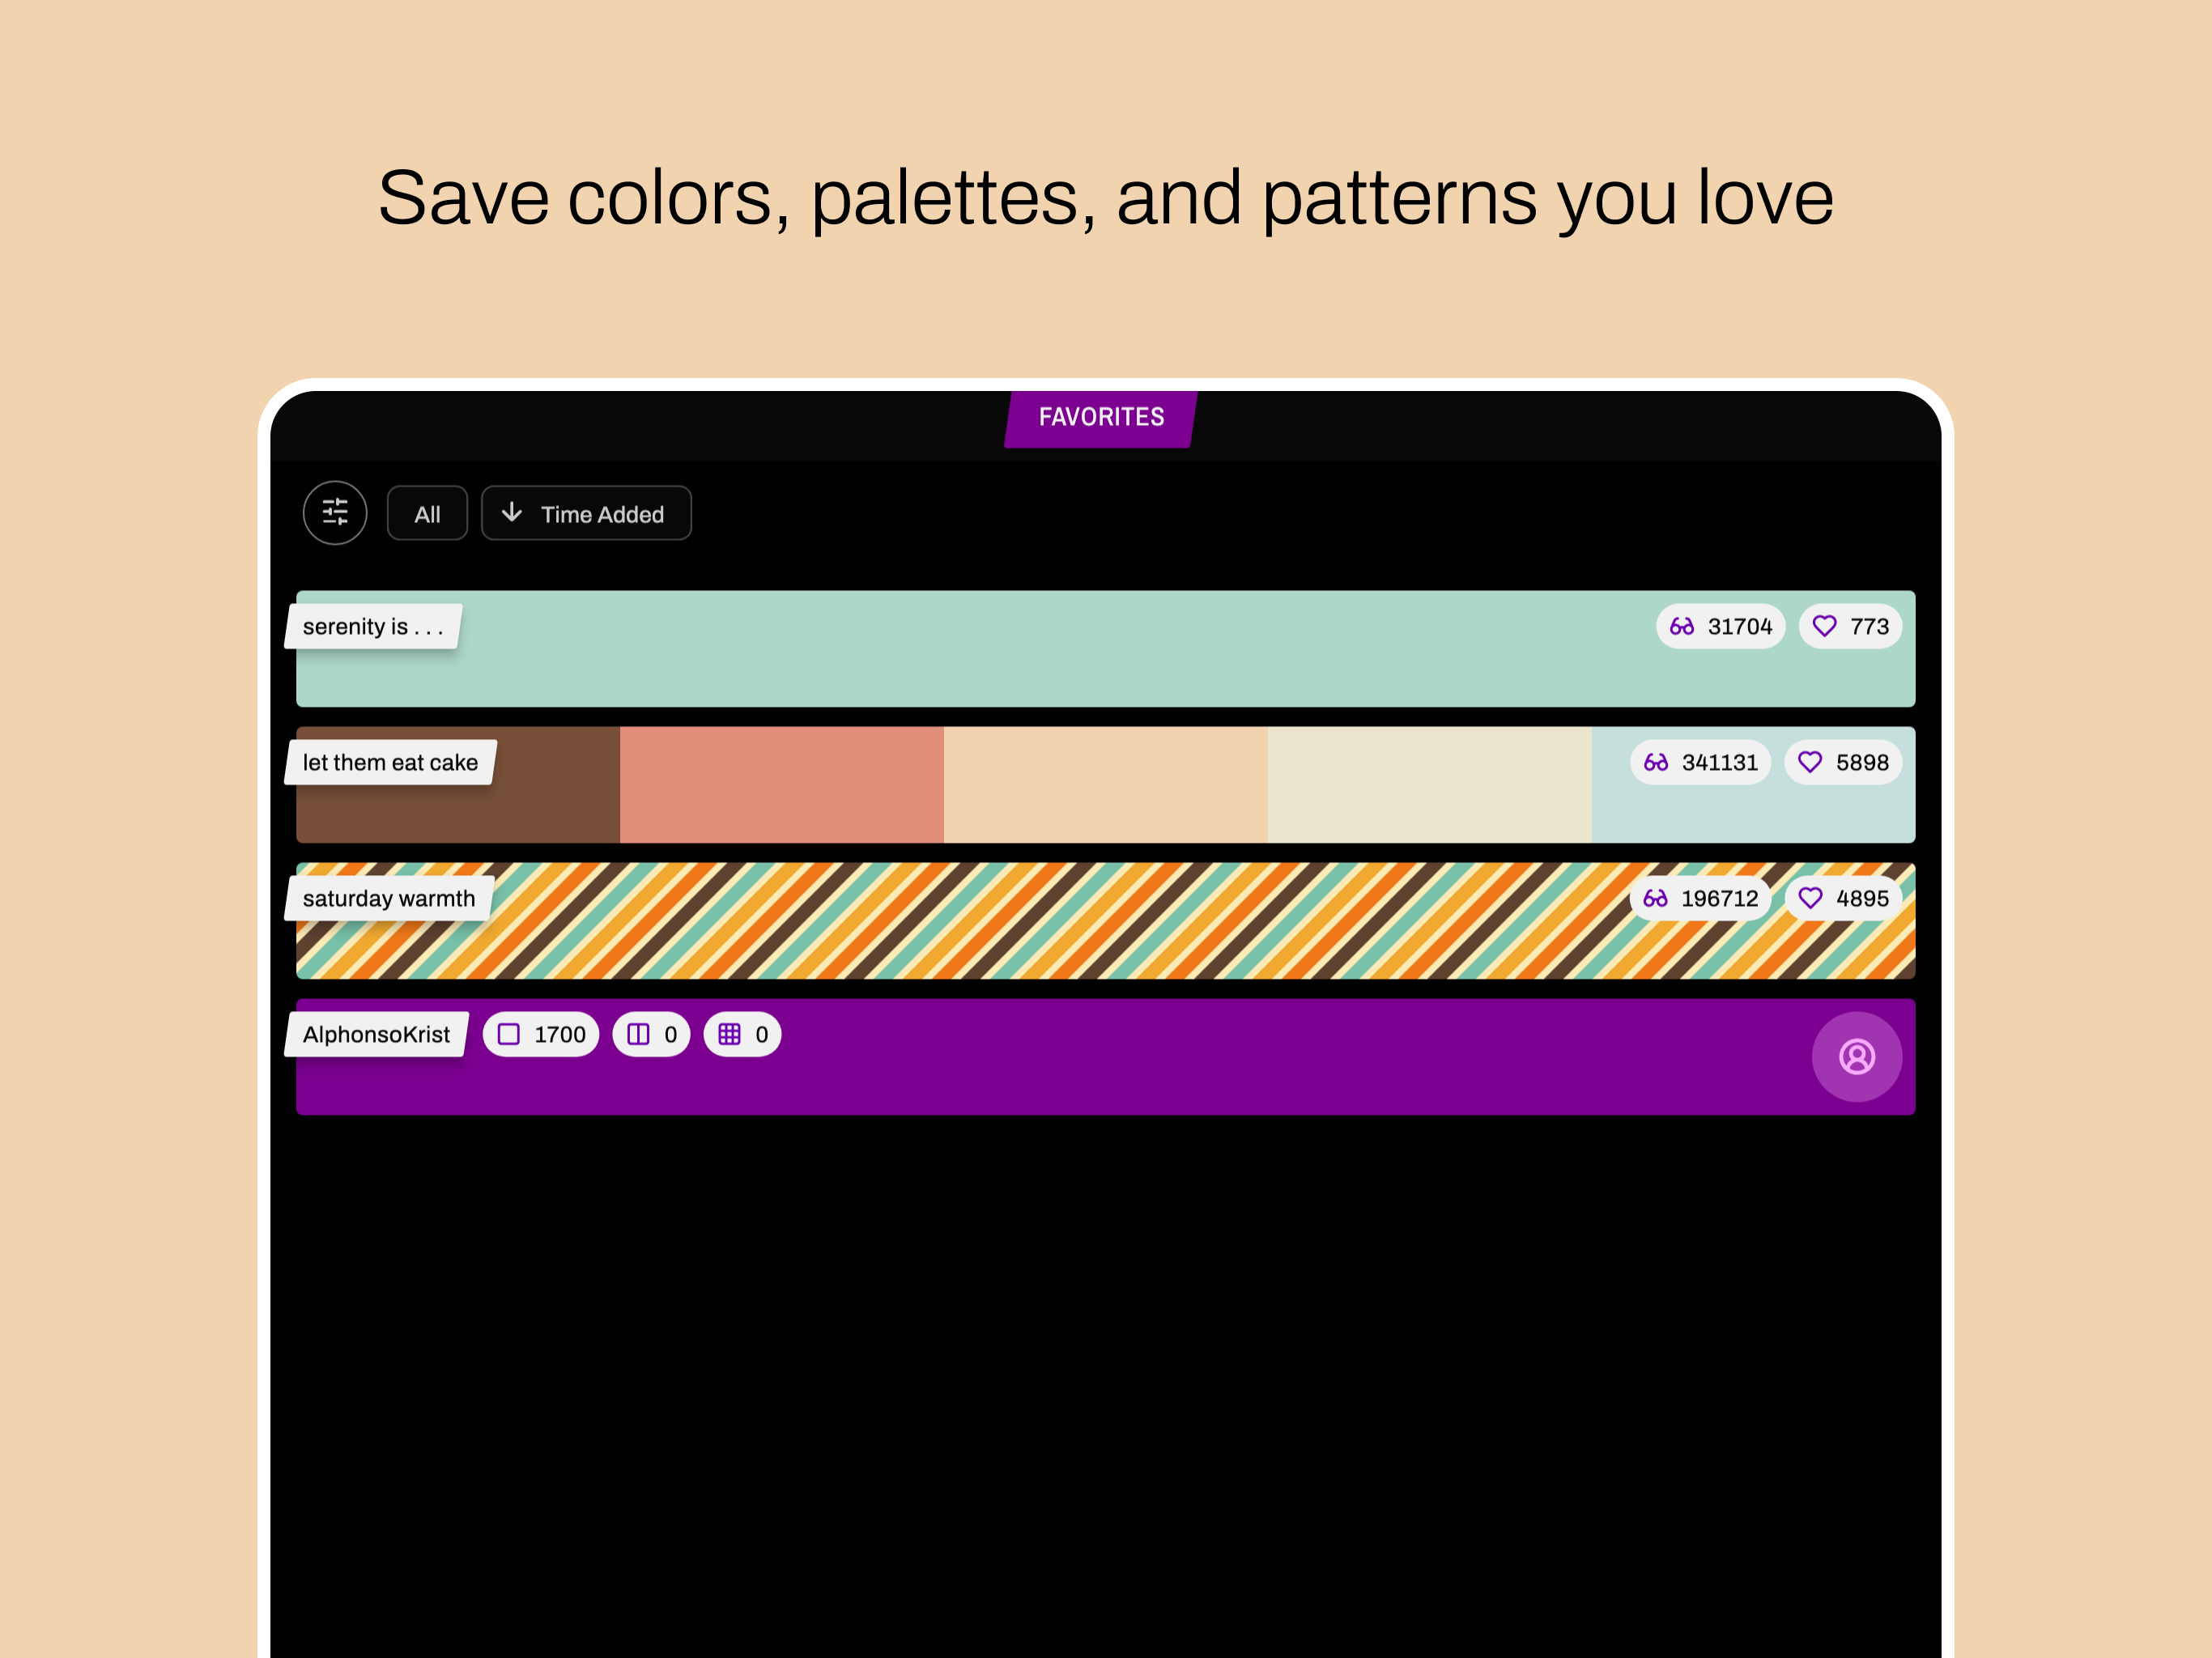 Save colors, palettes, and patterns you love
FAVORITES
All
Time Added
serenity is . . .
31704
773
let them eat cake
341131
5898
saturday warmth
196712
4895
AlphonsoKrist
1700
0
0